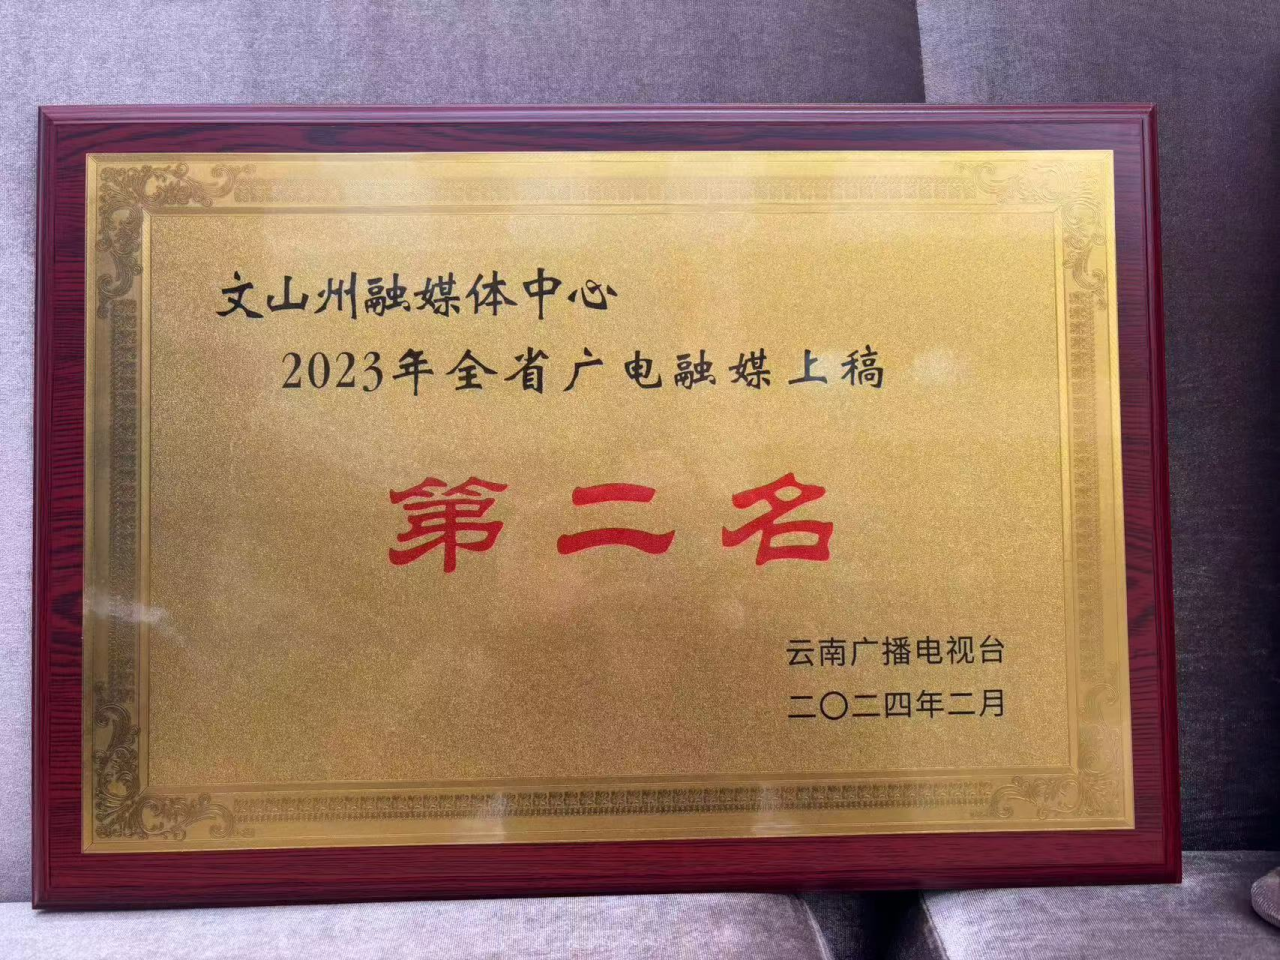 文山州融媒体中心
2023年全省广电融媒上稿
第二名
云南广播电视台
二〇二四年二月